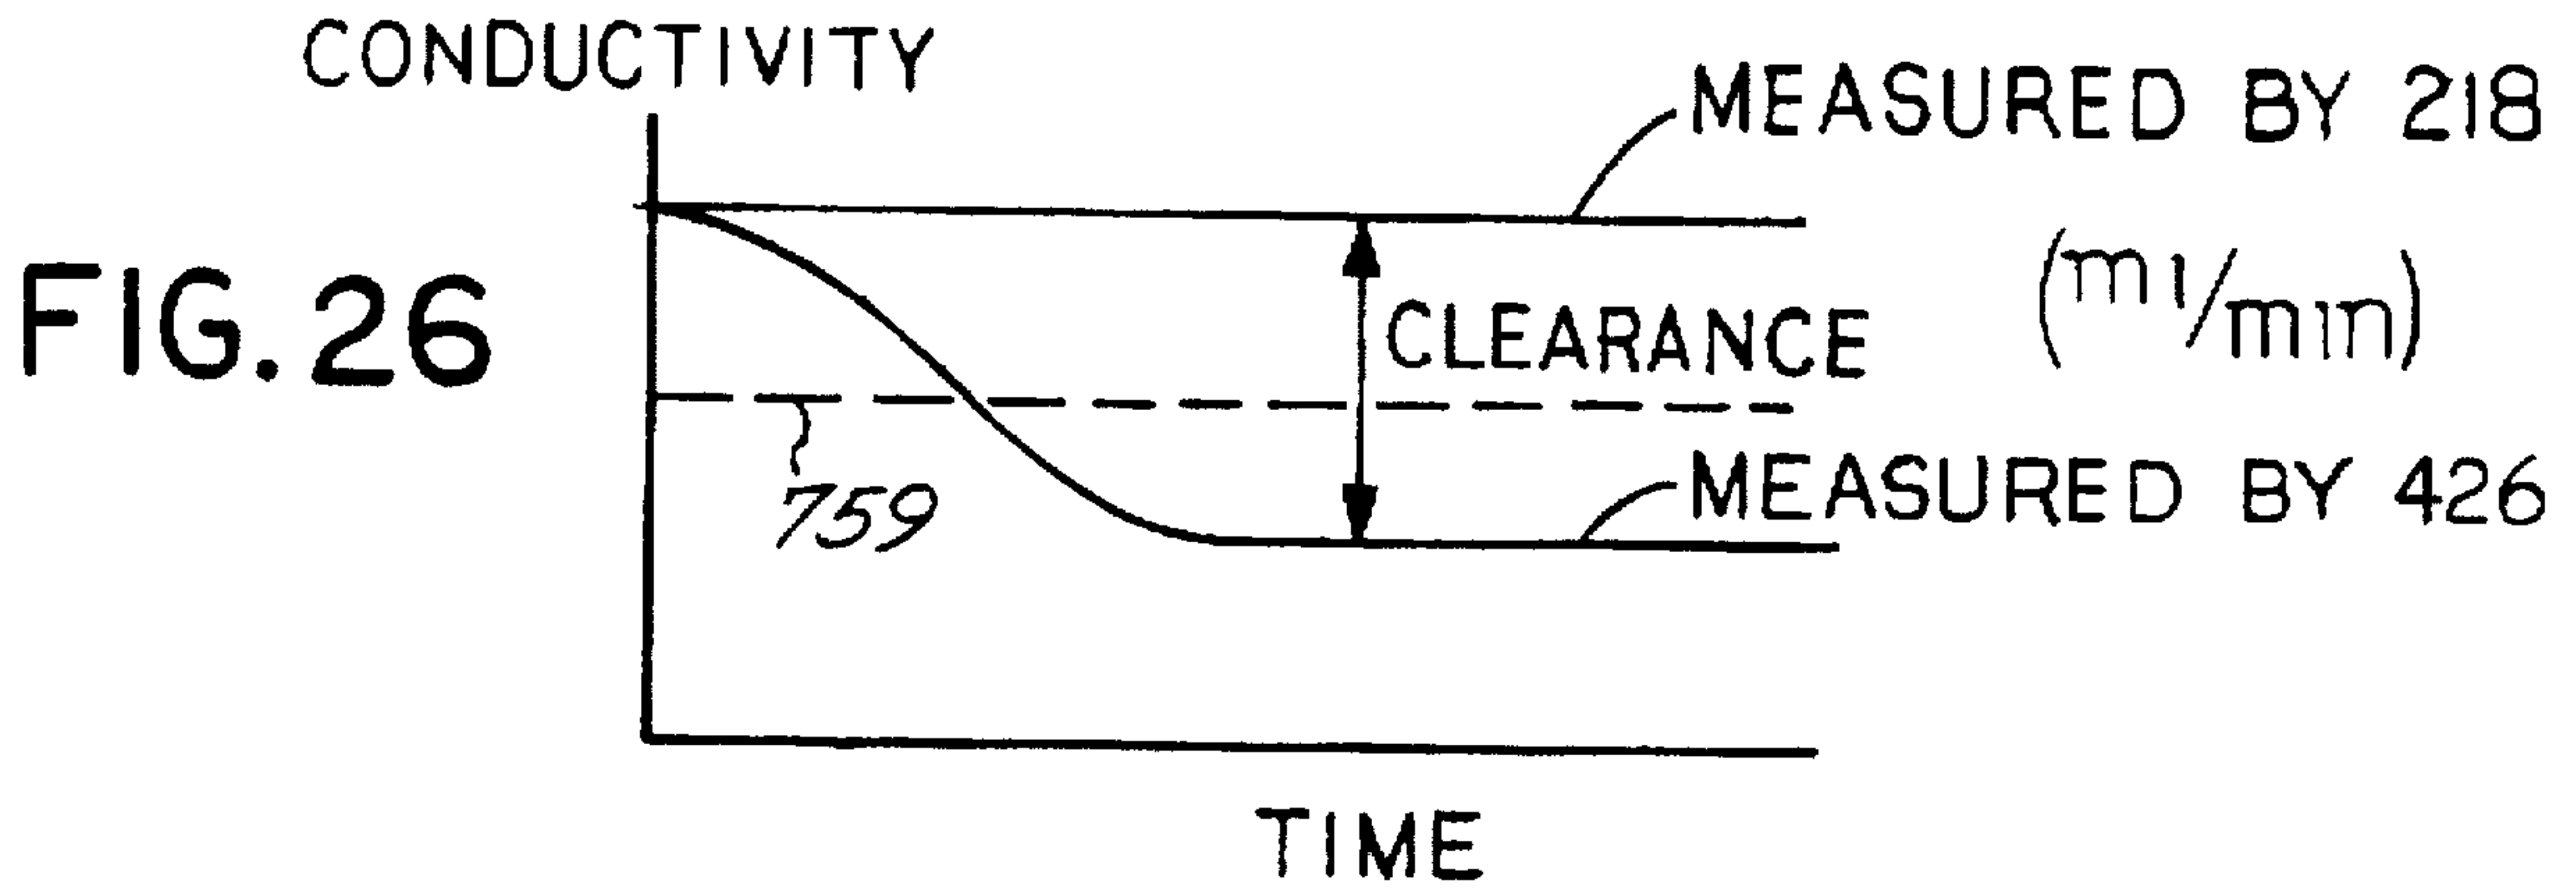 CONDUCTIVITY
MEASURED BY 218
FIG. 26
CLEARANCE (ml/min)
759
MEASURED BY 426
TIME